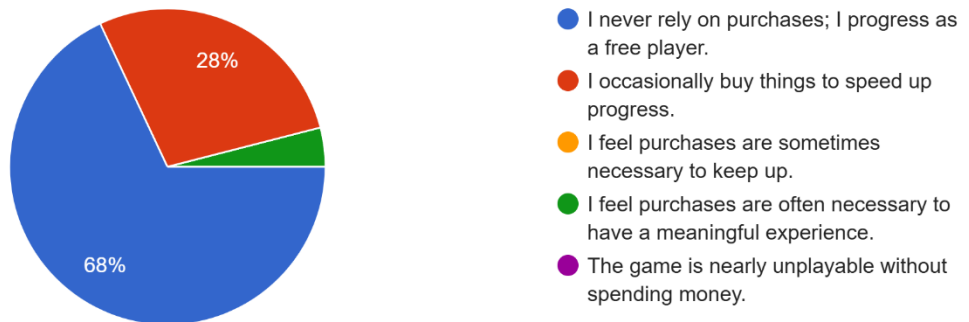 I never rely on purchases; I progress as
a free player.
28%
I occasionally buy things to speed up
progress.
I feel purchases are sometimes
necessary to keep up.
I feel purchases are often necessary to
have a meaningful experience.
68%
The game is nearly unplayable without
spending money.